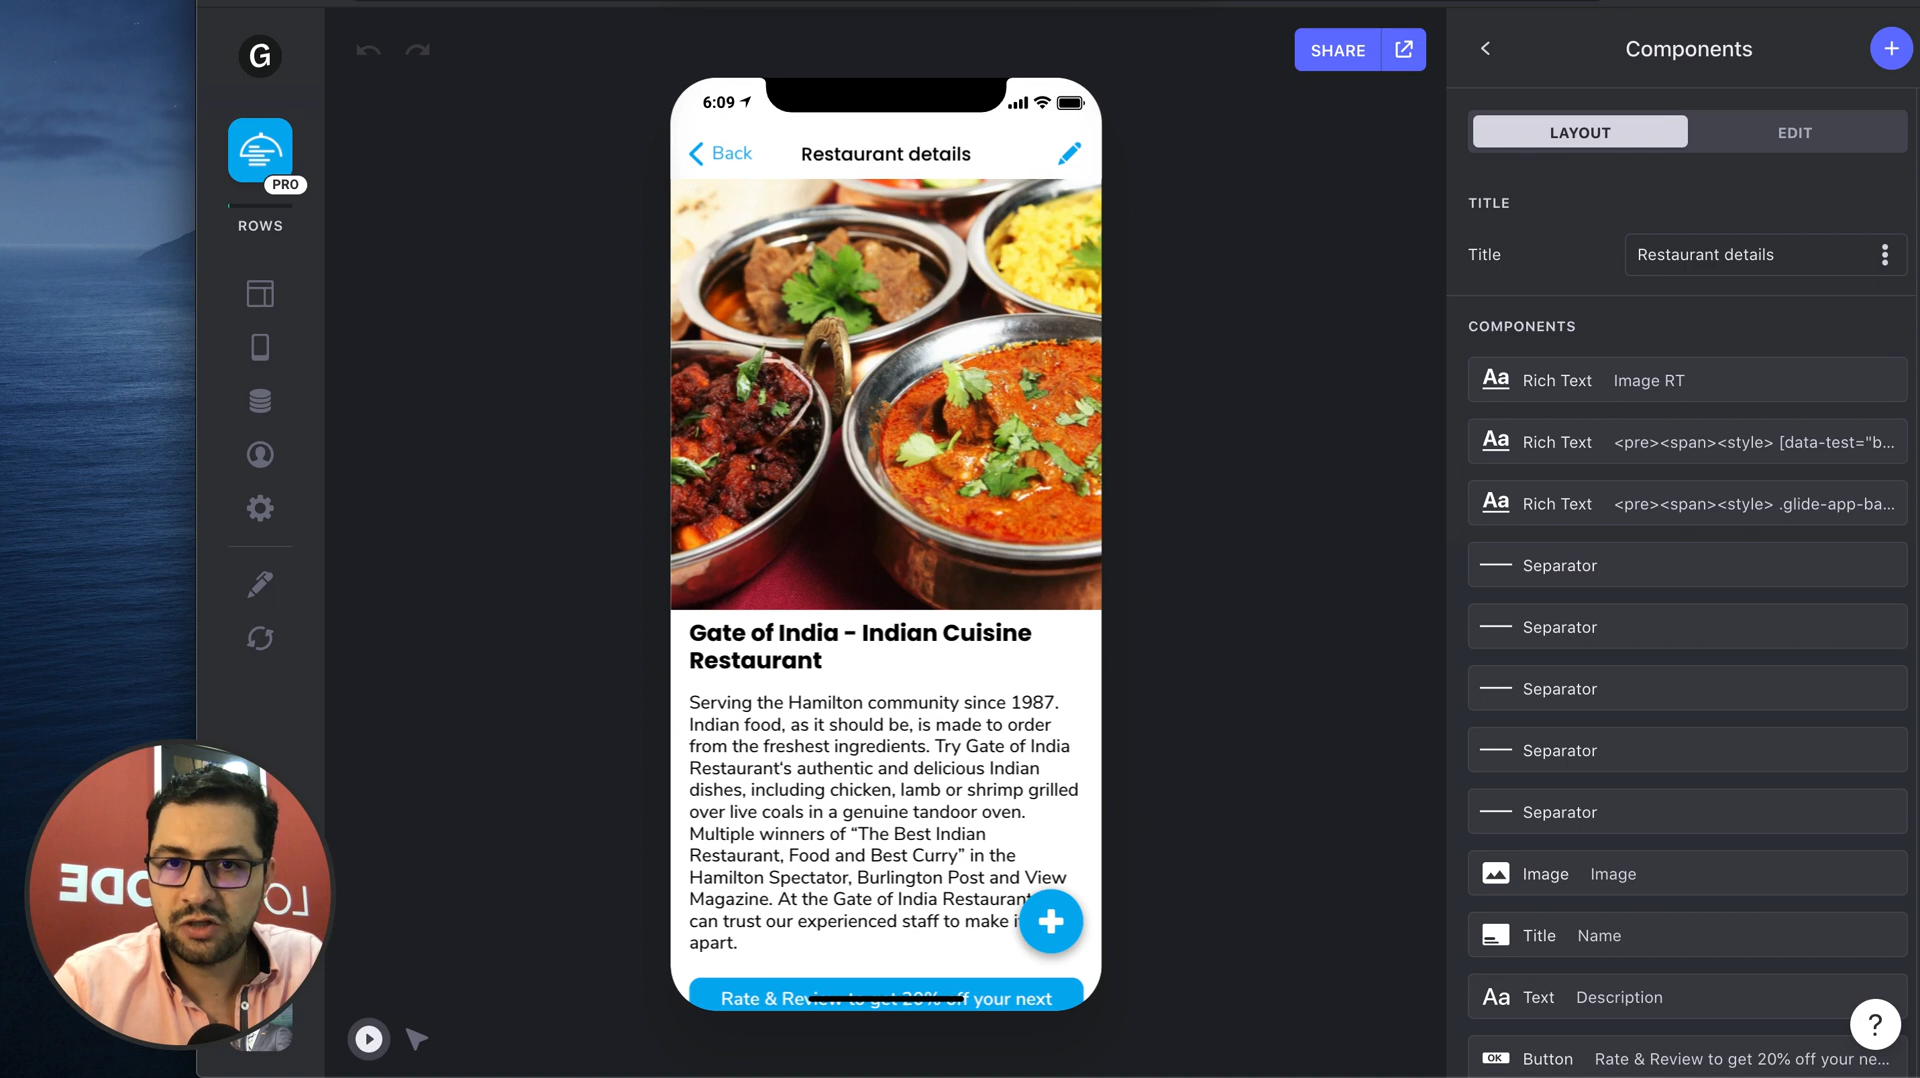 G
PRO
ROWS
SHARE
6:09
Back
Restaurant details
Gate of India - Indian Cuisine
Restaurant
Serving the Hamilton community since 1987.
Indian food, as it should be, is made to order
from the freshest ingredients. Try Gate of India
Restaurant's authentic and delicious Indian
dishes, including chicken, lamb or shrimp grilled
over live coals in a genuine tandoor oven.
Multiple winners of “The Best Indian
Restaurant, Food and Best Curry” in the
Hamilton Spectator, Burlington Post and View
Magazine. At the Gate of India Restaurant
can trust our experienced staff to make i
apart.
Rate & Review to get 20% off your next
Components
LAYOUT
EDIT
TITLE
Title
Restaurant details
COMPONENTS
Aa Rich Text Image RT
Aa Rich Text <pre><span><style> [data-test="b...
Aa Rich Text <pre><span><style> .glide-app-ba...
Separator
Separator
Separator
Separator
Separator
Image Image
Title Name
Aa Text Description
OK Button Rate & Review to get 20% off your ne...
?